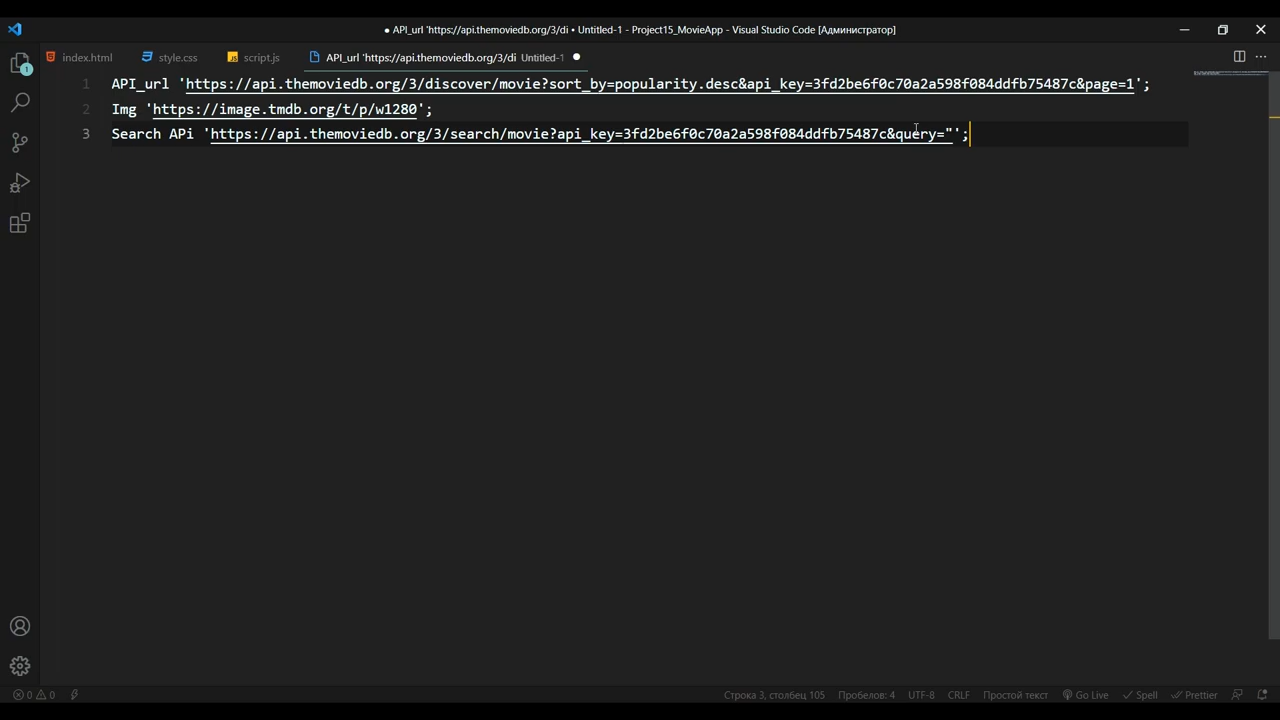 ● API_url 'https://api.themoviedb.org/3/di • Untitled-1 - Project15_MovieApp - Visual Studio Code [Администратор]
index.html style.css JS script.js API_url 'https://api.themoviedb.org/3/di Untitled-1
1
1 API_url 'https://api.themoviedb.org/3/discover/movie?sort_by=popularity.desc&api_key=3fd2be6f0c70a2a598f084ddfb75487c&page=1';
2 Img 'https://image.tmdb.org/t/p/w1280';
3 Search APi 'https://api.themoviedb.org/3/search/movie?api_key=3fd2be6f0c70a2a598f084ddfb75487c&query="';
0 0 Строка 3, столбец 105 Пробелов: 4 UTF-8 CRLF Простой текст Go Live Spell Prettier